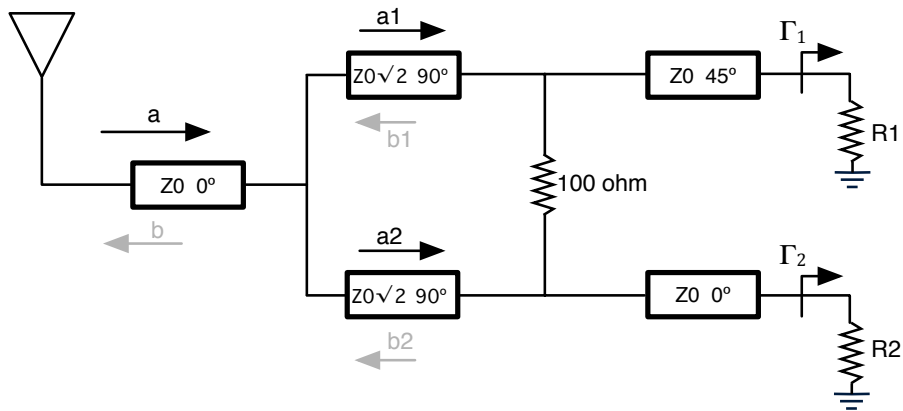 a
Z0 0º
b
a1
Z0√2 90º
b1
Z0 45º
Γ1
R1
100 ohm
a2
Z0√2 90º
b2
Z0 0º
Γ2
R2